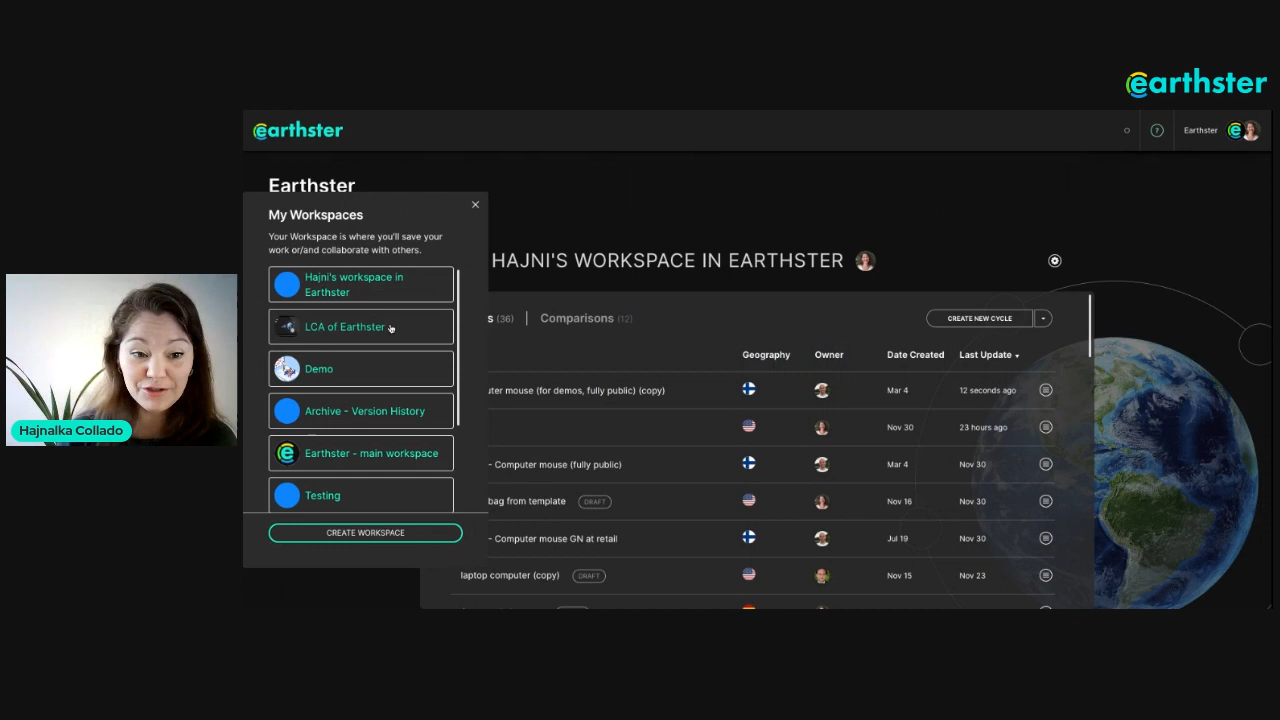 earthster
earthster
?
Earthster
Earthster
My Workspaces
Your Workspace is where you'll save your
work or/and collaborate with others.
Hajni's workspace in
Earthster
LCA of Earthster
Demo
Archive - Version History
Earthster - main workspace
Testing
CREATE WORKSPACE
HAJNI'S WORKSPACE IN EARTHSTER
(36) | Comparisons (12)
CREATE NEW CYCLE
Geography Owner Date Created Last Update
(for demos, fully public) (copy) Mar 4 12 seconds ago
mouse
Nov 30 23 hours ago
- Computer mouse (fully public) Mar 4 Nov 30
bag from template DRAFT Nov 16 Nov 30
- Computer mouse GN at retail Jul 19 Nov 30
laptop computer (copy) DRAFT Nov 15 Nov 23
Hajnalka Collado